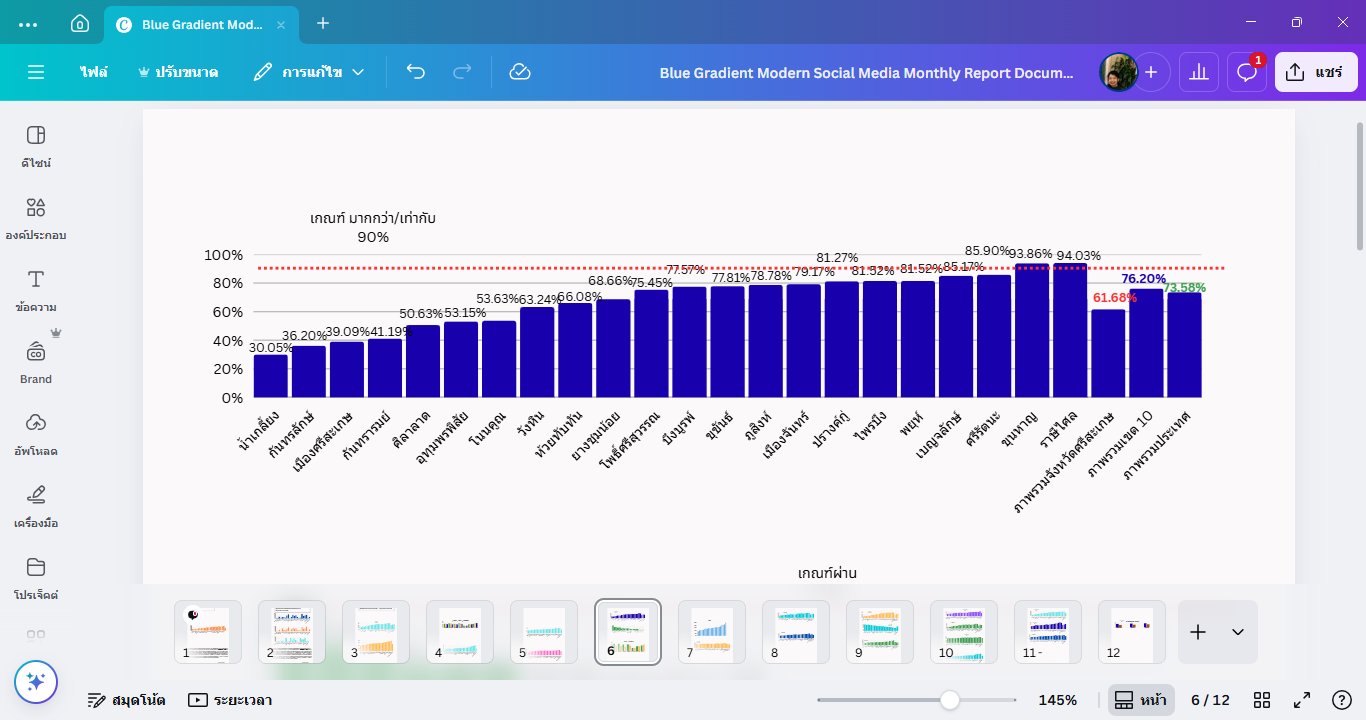 Blue Gradient Mod...
ไฟล์
ปรับขนาด
การแก้ไข
Blue Gradient Modern Social Media Monthly Report Docum...
1
แชร์
ดีไซน์
องค์ประกอบ
ข้อความ
Brand
อัพโหลด
เครื่องมือ
โปรเจ็คต์
เกณฑ์ มากกว่า/เท่ากับ
90%
100%
80%
60%
40%
20%
0%
30.05%
36.20%
39.09%
41.19%
50.63%
53.15%
53.63%
63.24%
66.08%
68.66%
75.45%
77.57%
77.81%
78.78%
79.17%
81.27%
81.52%
81.52%
85.17%
85.90%
93.86%
94.03%
61.68%
76.20%
73.58%
น้ำเกลี้ยง
กันทรลักษ์
เมืองศรีสะเกษ
กันทรารมย์
ศิลาลาด
อุทุมพรพิสัย
โนนคูณ
วังหิน
ห้วยทับทัน
ยางชุมน้อย
โพธิ์ศรีสุวรรณ
บึงบูรพ์
ขุขันธ์
ภูสิงห์
เมืองจันทร์
ปรางค์กู่
ไพรบึง
พยุห์
เบญจลักษ์
ศรีรัตนะ
ขุนหาญ
ราษีไศล
ภาพรวมจังหวัดศรีสะเกษ
ภาพรวมเขต 10
ภาพรวมประเทศ
เกณฑ์ผ่าน
1
2
3
4
5
6
7
8
9
10
11 -
12
สมุดโน้ต
ระยะเวลา
145%
หน้า
6 / 12